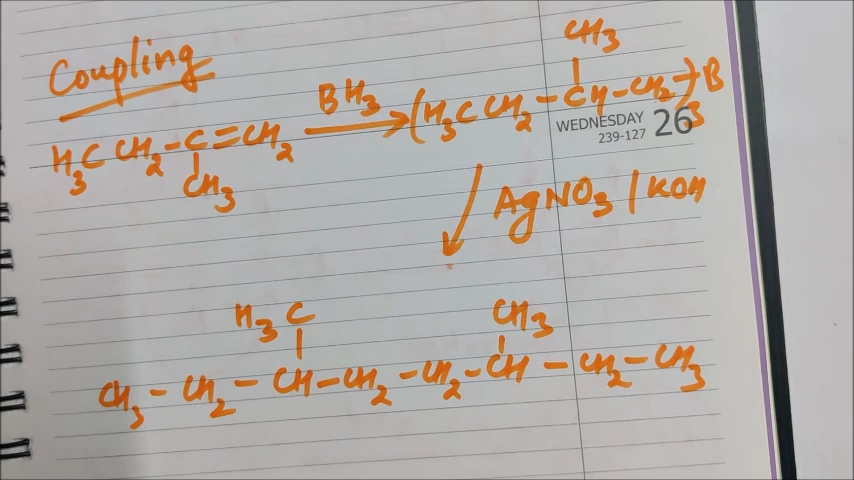 Coupling
CH3
H3C CH2 - C = CH2 BH3 → (H3C CH2 - CH - CH2)3 B
CH3
WEDNESDAY 26
239-127
AgNO3 / KOH
H3C CH3
CH3 - CH2 - CH - CH2 - CH2 - CH - CH2 - CH3